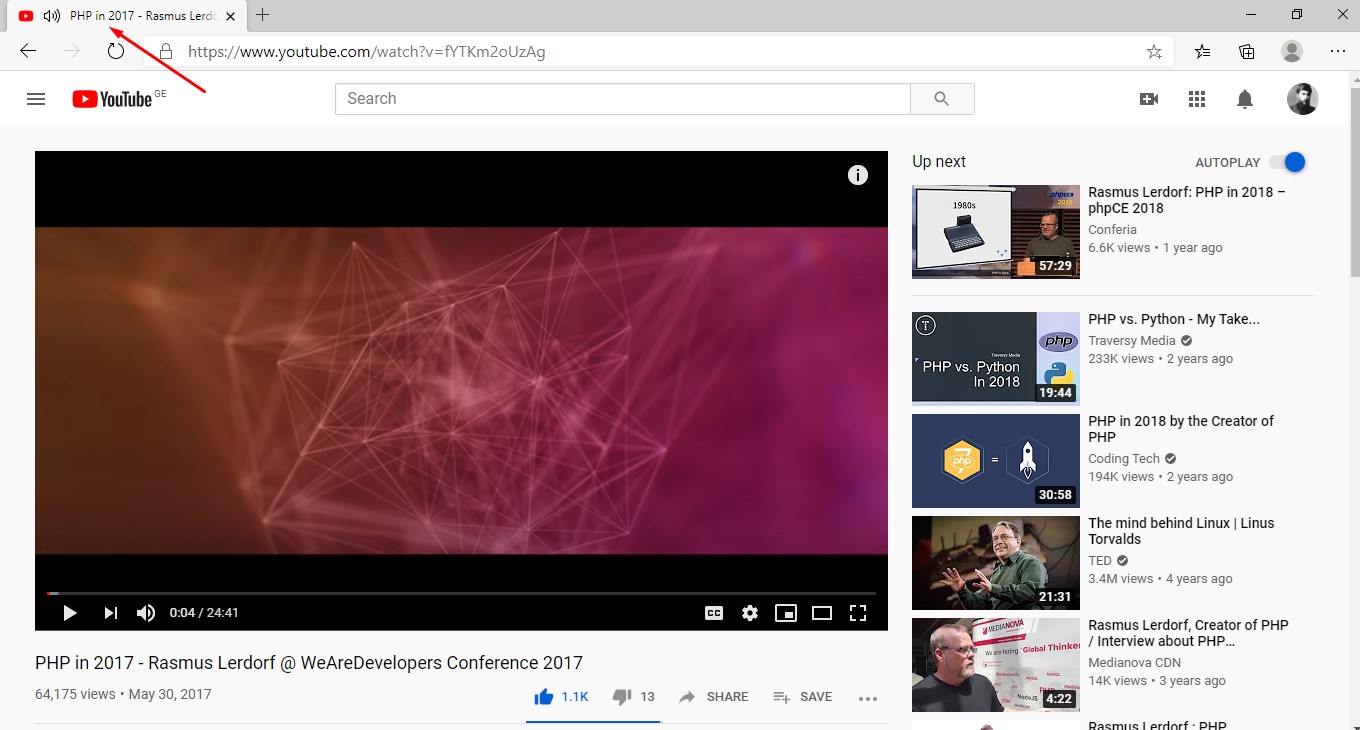 PHP in 2017 - Rasmus Lerdo
https://www.youtube.com/watch?v=fYTKm2oUzAg
YouTube GE
Search
Up next
AUTOPLAY
1980s
phpce
2018
57:29
Rasmus Lerdorf: PHP in 2018 –
phpCE 2018
Conferia
6.6K views • 1 year ago
Traversy Media
PHP vs. Python
In 2018
php
19:44
PHP vs. Python - My Take...
Traversy Media
233K views • 2 years ago
php
7
=
30:58
PHP in 2018 by the Creator of
PHP
Coding Tech
194K views • 2 years ago
21:31
The mind behind Linux | Linus
Torvalds
TED
3.4M views • 4 years ago
MEDIANOVA
We are hiring "Global Thinker
NodeJS
4:22
Rasmus Lerdorf, Creator of PHP
/ Interview about PHP...
Medianova CDN
14K views • 3 years ago
Rasmus Lerdorf : PHP
0:04 / 24:41
CC
PHP in 2017 - Rasmus Lerdorf @ WeAreDevelopers Conference 2017
64,175 views • May 30, 2017
1.1K
13
SHARE
SAVE